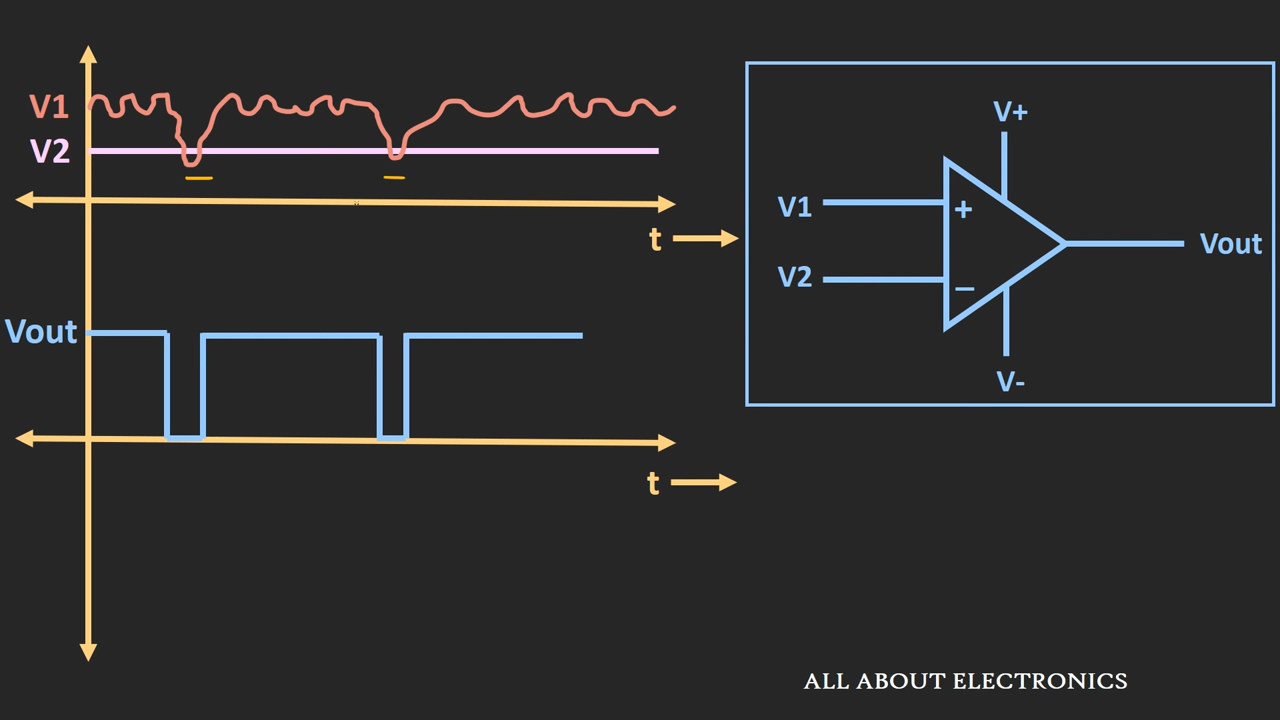 V1
V2
t
Vout
t
V+
V1
+
V2
–
Vout
V-
ALL ABOUT ELECTRONICS